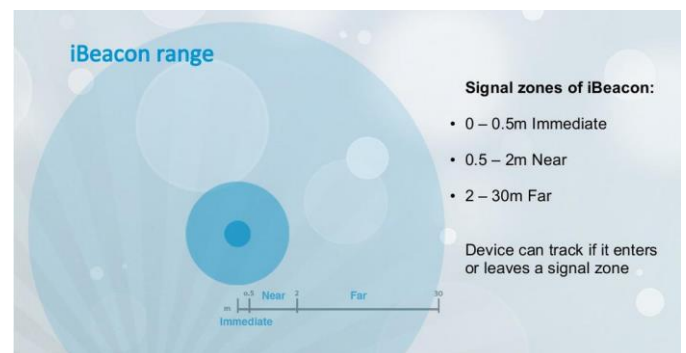 iBeacon range
Signal zones of iBeacon:
• 0 – 0.5m Immediate
• 0.5 – 2m Near
• 2 – 30m Far
Device can track if it enters
or leaves a signal zone
0.5 Near 2 Far 30
m
Immediate